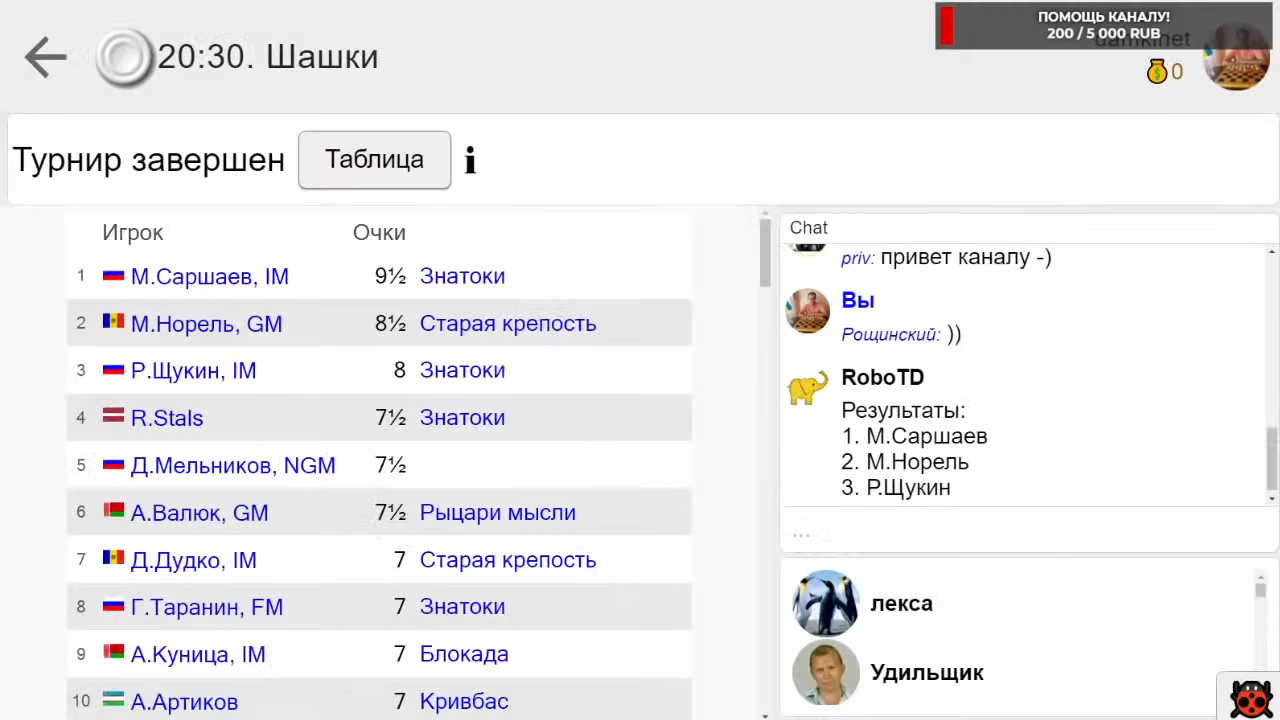 20:30. Шашки
ПОМОЩЬ КАНАЛУ!
200 / 5 000 RUB
damkinet
0
Турнир завершен
Таблица
Игрок Очки
1 М.Саршаев, IM 9½ Знатоки
2 М.Норель, GM 8½ Старая крепость
3 Р.Щукин, IM 8 Знатоки
4 R.Stals 7½ Знатоки
5 Д.Мельников, NGM 7½
6 А.Валюк, GM 7½ Рыцари мысли
7 Д.Дудко, IM 7 Старая крепость
8 Г.Таранин, FM 7 Знатоки
9 А.Куница, IM 7 Блокада
10 А.Артиков 7 Кривбас
Chat
priv: привет каналу -)
Вы
Рощинский: ))
RoboTD
Результаты:
1. М.Саршаев
2. М.Норель
3. Р.Щукин
...
лекса
Удильщик